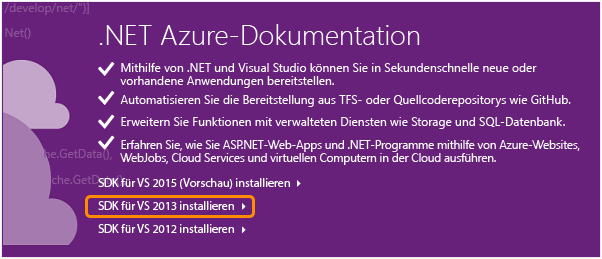 /develop/net/")]
Net()
.NET Azure-Dokumentation
Mithilfe von .NET und Visual Studio können Sie in Sekundenschnelle neue oder
vorhandene Anwendungen bereitstellen.
Automatisieren Sie die Bereitstellung aus TFS- oder Quellcoderepositorys wie GitHub.
Erweitern Sie Funktionen mit verwalteten Diensten wie Storage und SQL-Datenbank.
Erfahren Sie, wie Sie ASP.NET-Web-Apps und .NET-Programme mithilfe von Azure-Websites,
che.GetData(),
WebJobs, Cloud Services und virtuellen Computern in der Cloud ausführen.
che.GetData(
SDK für VS 2015 (Vorschau) installieren
SDK für VS 2013 installieren
SDK für VS 2012 installieren